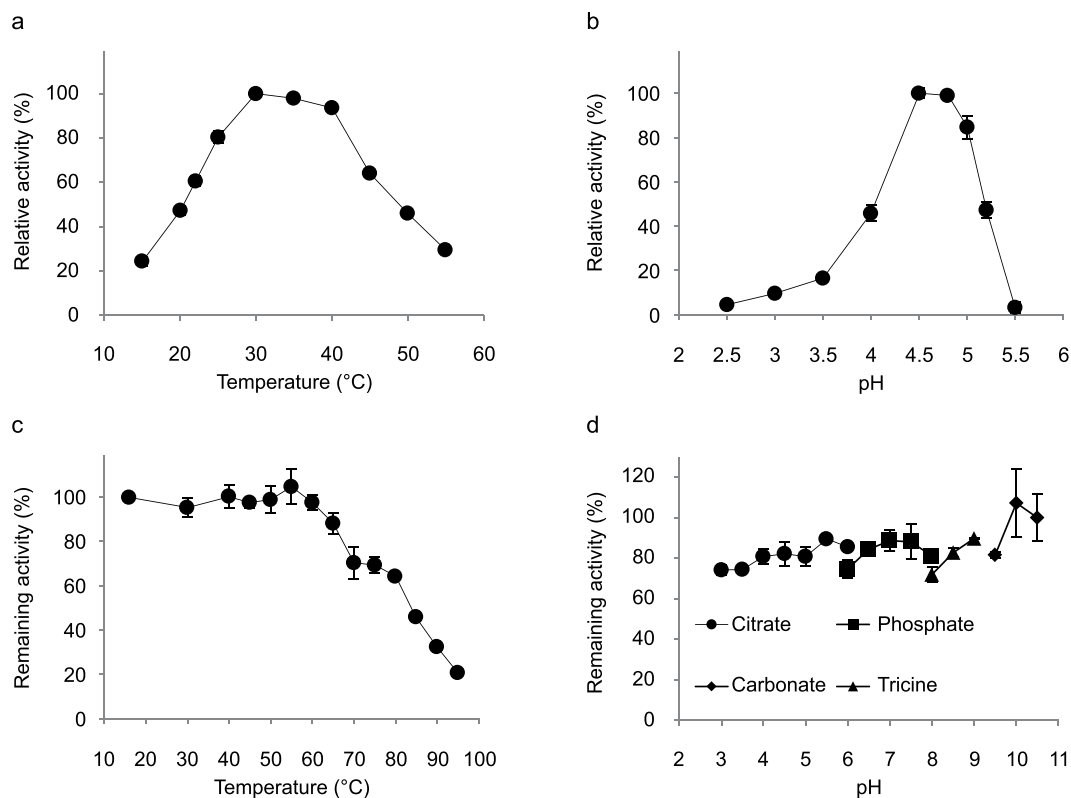 a
Relative activity (%)
100
80
60
40
20
0
10 20 30 40 50 60
Temperature (°C)
b
Relative activity (%)
100
80
60
40
20
0
2 2.5 3 3.5 4 4.5 5 5.5 6
pH
c
Remaining activity (%)
100
80
60
40
20
0
10 20 30 40 50 60 70 80 90 100
Temperature (°C)
d
Remaining activity (%)
120
100
80
60
40
20
0
Citrate Phosphate
Carbonate Tricine
2 3 4 5 6 7 8 9 10 11
pH